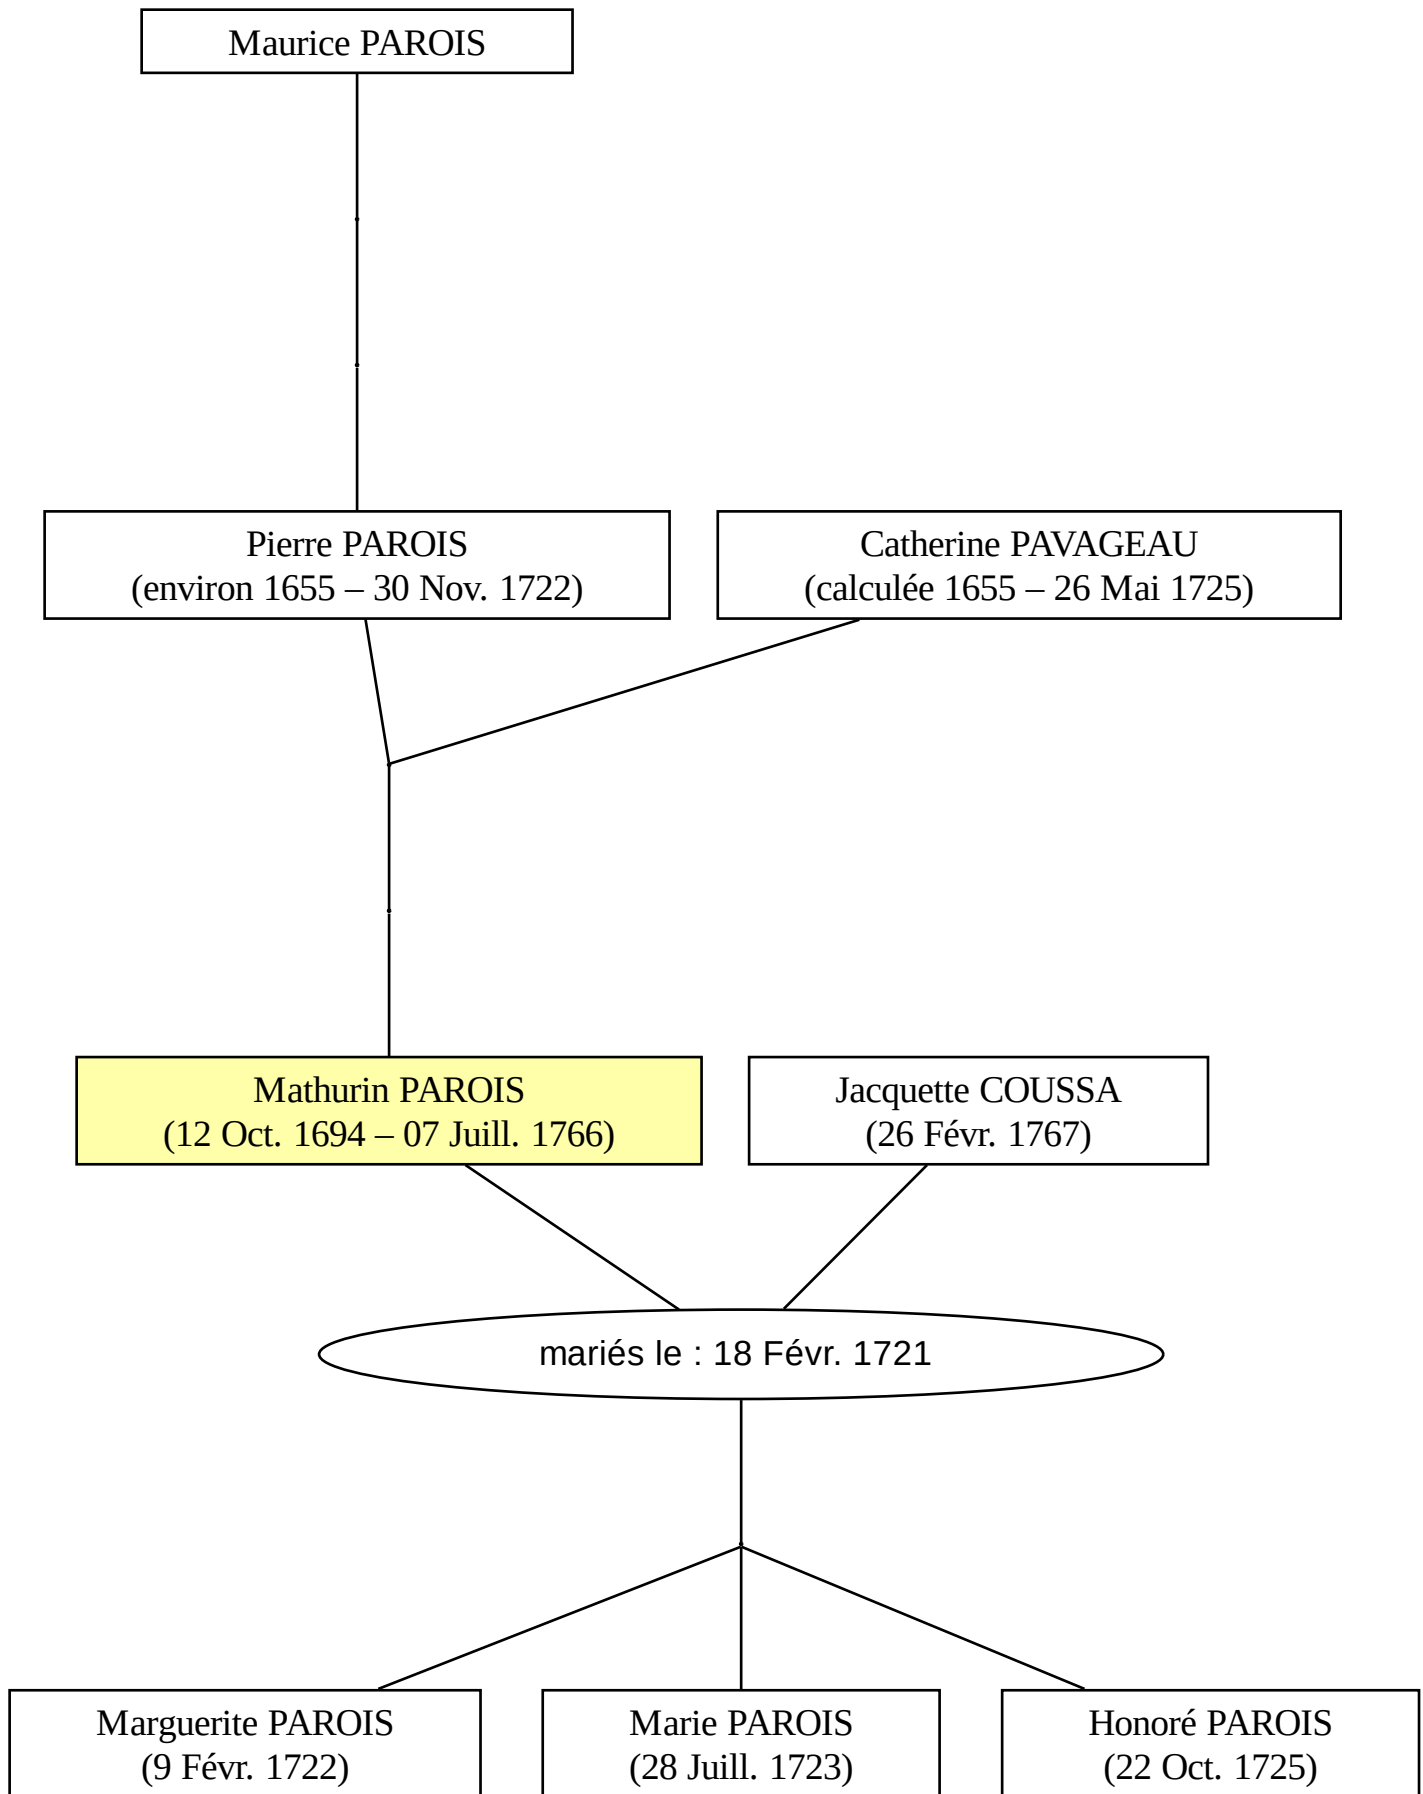 Maurice PAROIS
Pierre PAROIS
(environ 1655 – 30 Nov. 1722)
Catherine PAVAGEAU
(calculée 1655 – 26 Mai 1725)
Mathurin PAROIS
(12 Oct. 1694 – 07 Juill. 1766)
Jacquette COUSSA
(26 Févr. 1767)
mariés le : 18 Févr. 1721
Marguerite PAROIS
(9 Févr. 1722)
Marie PAROIS
(28 Juill. 1723)
Honoré PAROIS
(22 Oct. 1725)